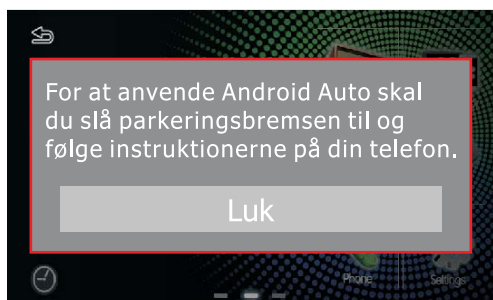 For at anvende Android Auto skal
du slå parkeringsbremsen til og
følge instruktionerne på din telefon.
Luk
Phone Settings